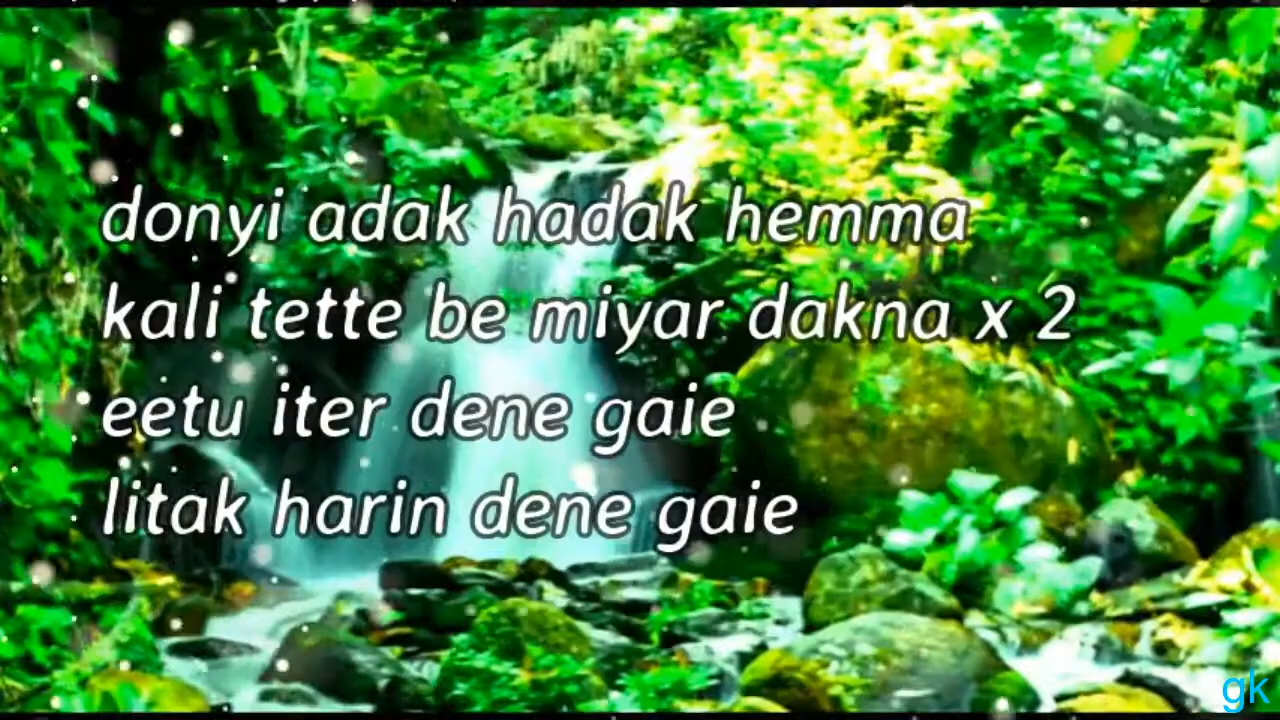 donyi adak hadak hemma
kali tette be miyar dakna x 2
eetu iter dene gaie
litak harin dene gaie
gk